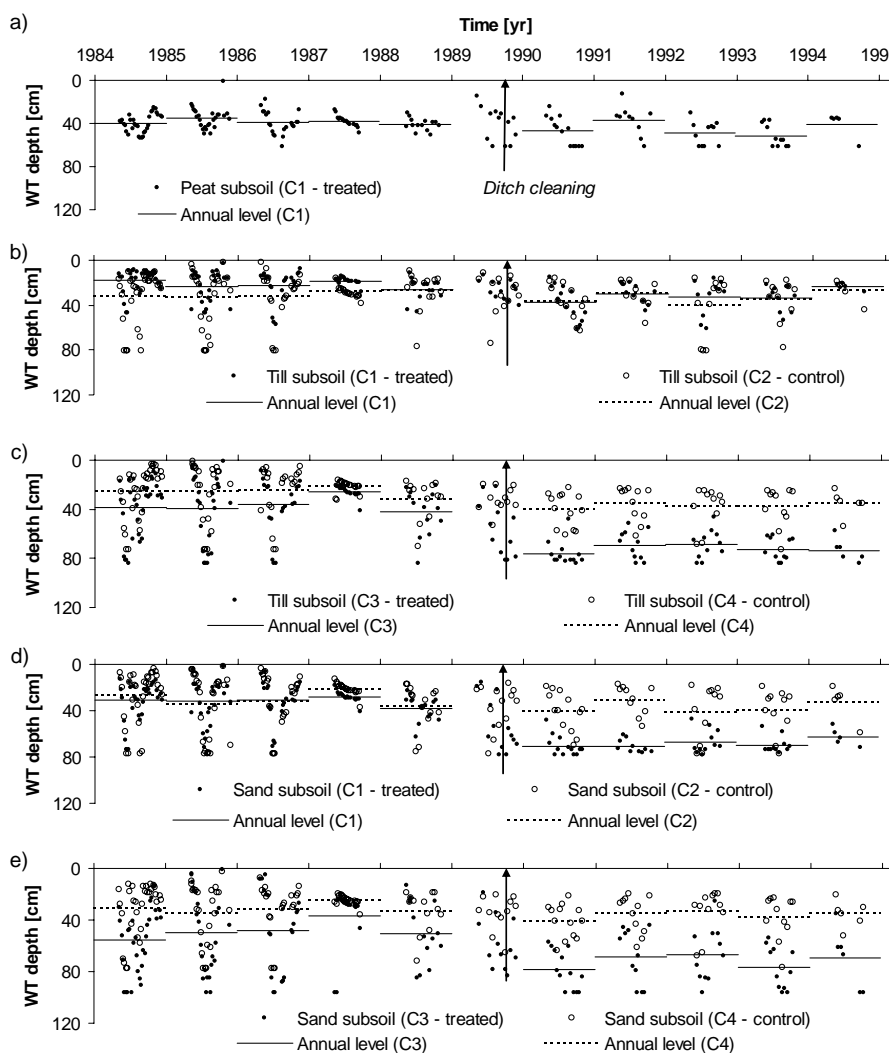 a)
Time [yr]
1984 1985 1986 1987 1988 1989 1990 1991 1992 1993 1994 199
WT depth [cm]
0
40
80
120
Peat subsoil (C1 - treated)
Annual level (C1)
Ditch cleaning
b)
WT depth [cm]
0
40
80
120
Till subsoil (C1 - treated) Till subsoil (C2 - control)
Annual level (C1) Annual level (C2)
c)
WT depth [cm]
0
40
80
120
Till subsoil (C3 - treated) Till subsoil (C4 - control)
Annual level (C3) Annual level (C4)
d)
WT depth [cm]
0
40
80
120
Sand subsoil (C1 - treated) Sand subsoil (C2 - control)
Annual level (C1) Annual level (C2)
e)
WT depth [cm]
0
40
80
120
Sand subsoil (C3 - treated) Sand subsoil (C4 - control)
Annual level (C3) Annual level (C4)